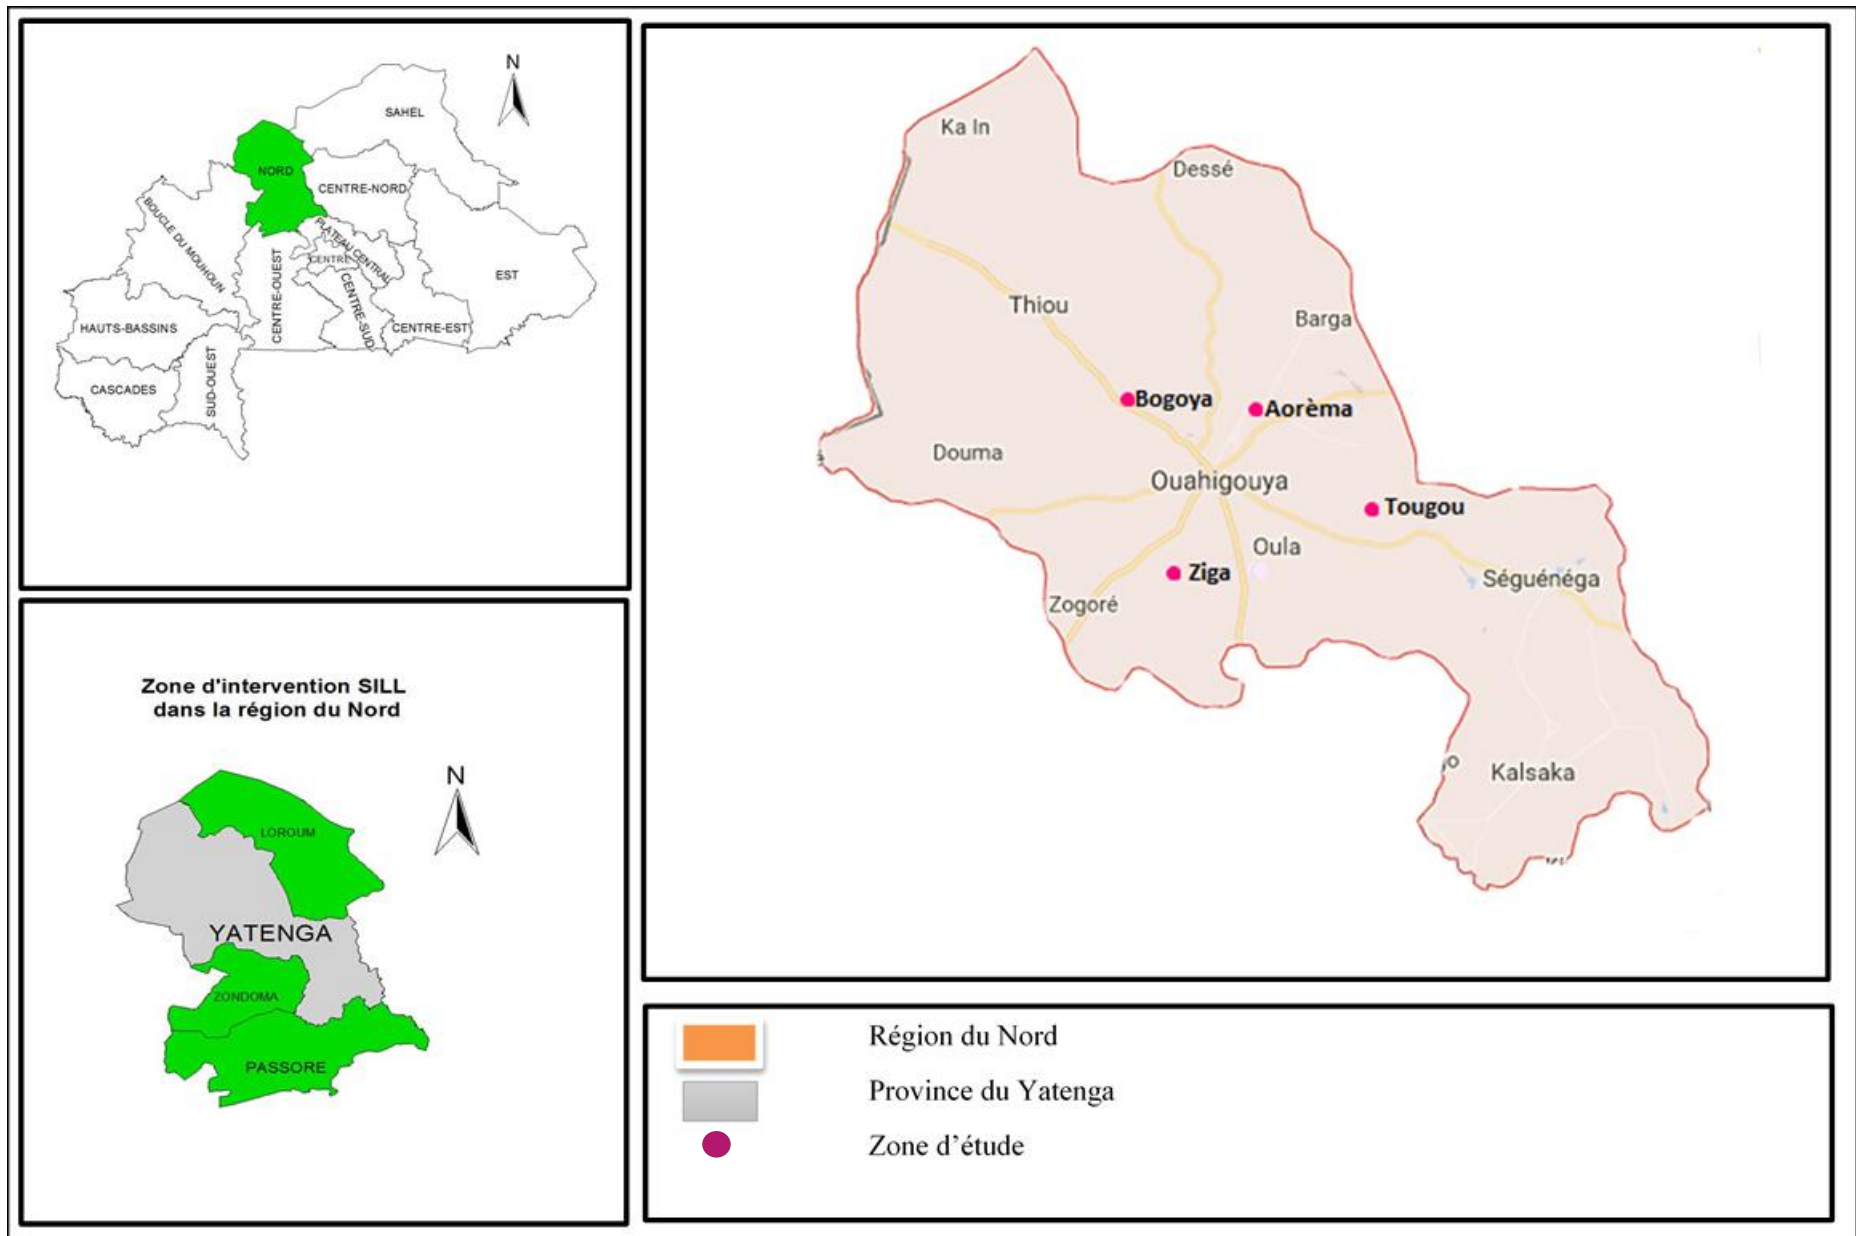 N
SAHEL
NORD
CENTRE-NORD
BOUCLE DU MOUHOUN
PLATEAU CENTRAL
CENTRE
CENTRE-OUEST
EST
CENTRE-SUD
HAUTS-BASSINS
CENTRE-EST
SUD-OUEST
CASCADES
Zone d'intervention SILL
dans la région du Nord
N
LOROUM
YATENGA
ZONDOMA
PASSORE
Ka In
Dessé
Thiou
Barga
Bogoya
Aorèma
Douma
Ouahigouya
Tougou
Oula
Ziga
Séguénéga
Zogoré
Kalsaka
Région du Nord
Province du Yatenga
Zone d’étude